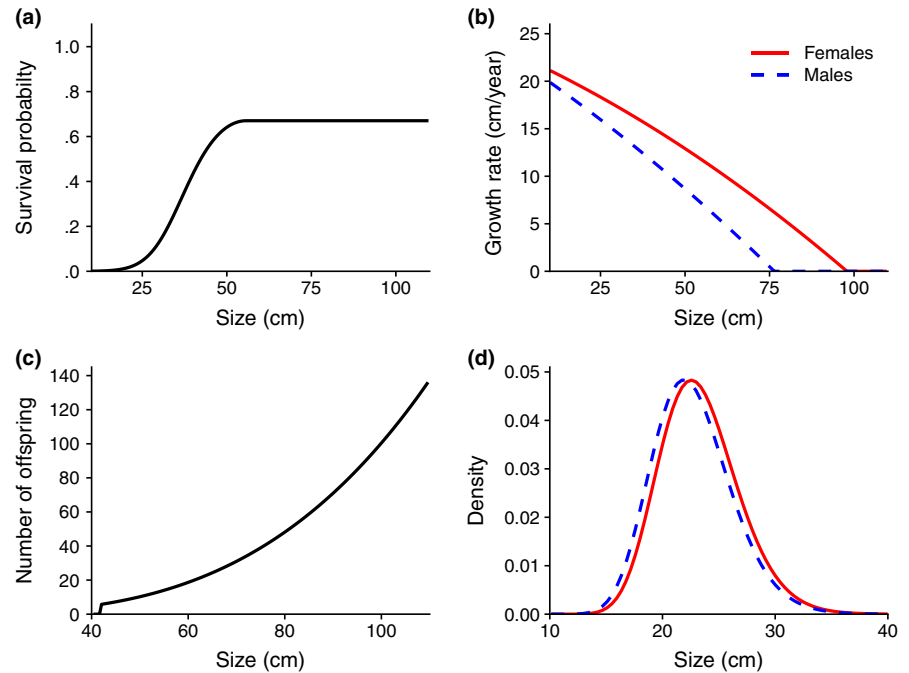 (a)
Survival probabilty
1.0
.8
.6
.4
.2
.0
25 50 75 100
Size (cm)
(b)
Growth rate (cm/year)
25
20
15
10
5
0
25 50 75 100
Size (cm)
Females
Males
(c)
Number of offspring
140
120
100
80
60
40
20
0
40 60 80 100
Size (cm)
(d)
Density
0.05
0.04
0.03
0.02
0.01
0.00
10 20 30 40
Size (cm)